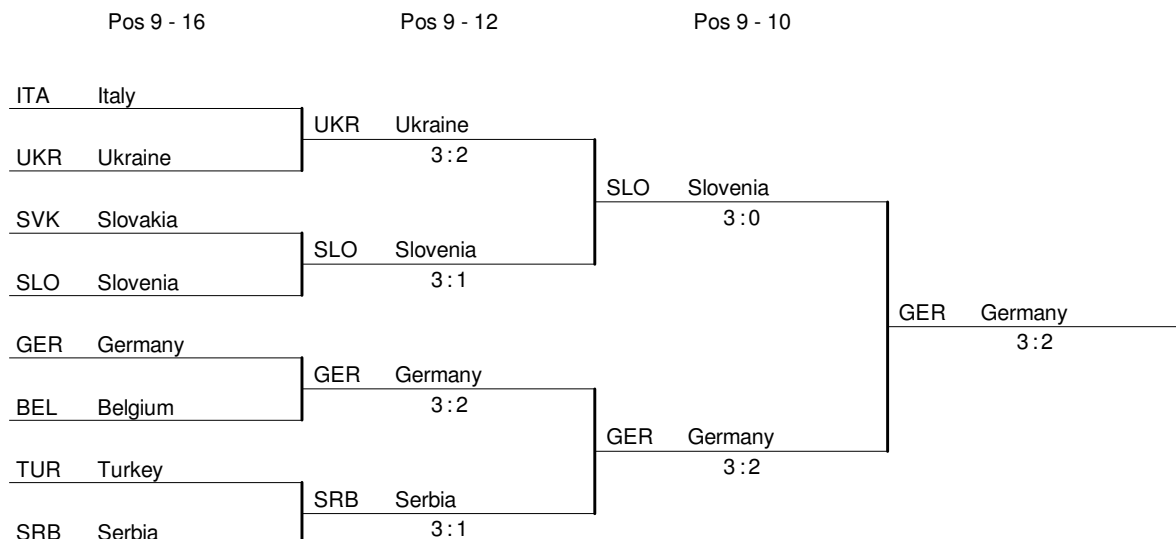 Pos 9 - 16 Pos 9 - 12 Pos 9 - 10
ITA Italy
UKR Ukraine
3 : 2
UKR Ukraine
SLO Slovenia
3 : 0
SVK Slovakia
SLO Slovenia
3 : 1
SLO Slovenia
GER Germany
3 : 2
GER Germany
GER Germany
3 : 2
BEL Belgium
GER Germany
3 : 2
TUR Turkey
SRB Serbia
3 : 1
SRB Serbia